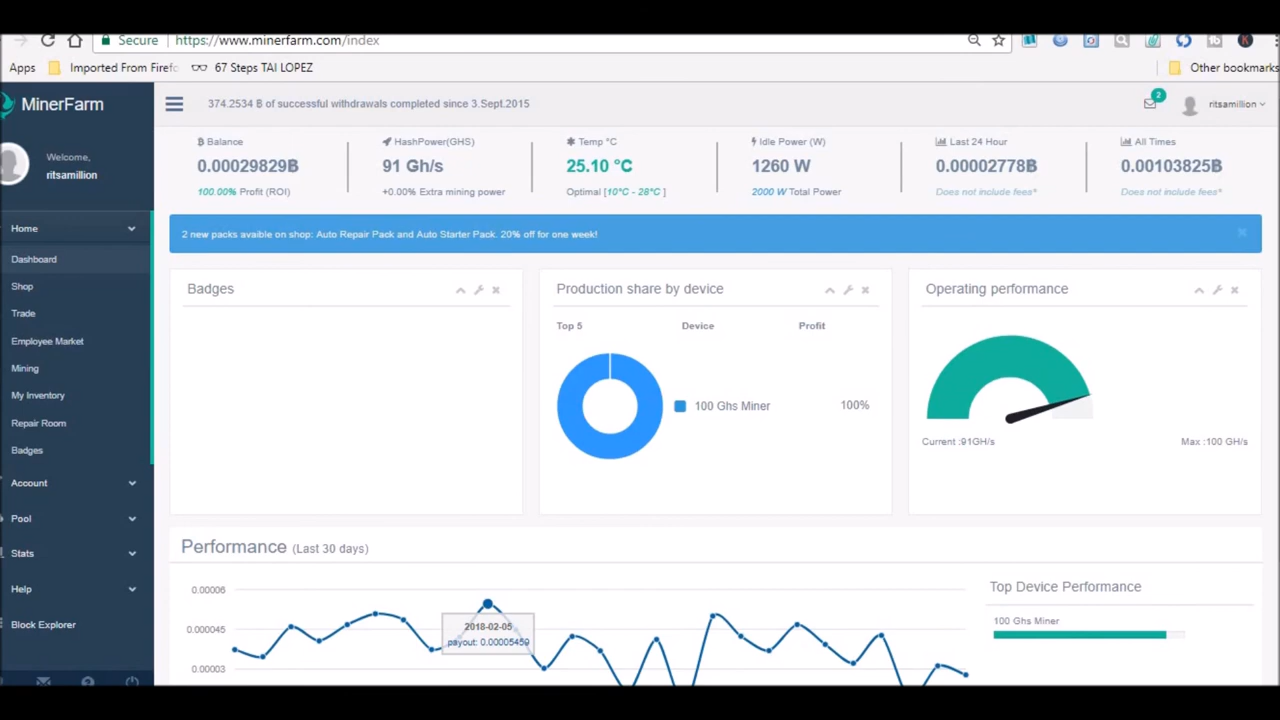 Secure https://www.minerfarm.com/index
Apps Imported From Firefo 67 Steps TAI LOPEZ Other bookmarks
MinerFarm
374.2534 ฿ of successful withdrawals completed since 3.Sept.2015
2
ritsamillion
Welcome,
ritsamillion
Balance
0.00029829฿
100.00% Profit (ROI)
HashPower(GHS)
91 Gh/s
+0.00% Extra mining power
Temp °C
25.10 °C
Optimal [10°C - 28°C ]
Idle Power (W)
1260 W
2000 W Total Power
Last 24 Hour
0.00002778฿
Does not include fees*
All Times
0.00103825฿
Does not include fees*
Home
Dashboard
Shop
Trade
Employee Market
Mining
My Inventory
Repair Room
Badges
Account
Pool
Stats
Help
Block Explorer
2 new packs avaible on shop: Auto Repair Pack and Auto Starter Pack. 20% off for one week!
Badges
Production share by device
Top 5 Device Profit
100 Ghs Miner 100%
Operating performance
Current :91GH/s Max :100 GH/s
Performance (Last 30 days)
0.00006
0.000045
0.00003
2018-02-05
payout: 0.00005459
Top Device Performance
100 Ghs Miner